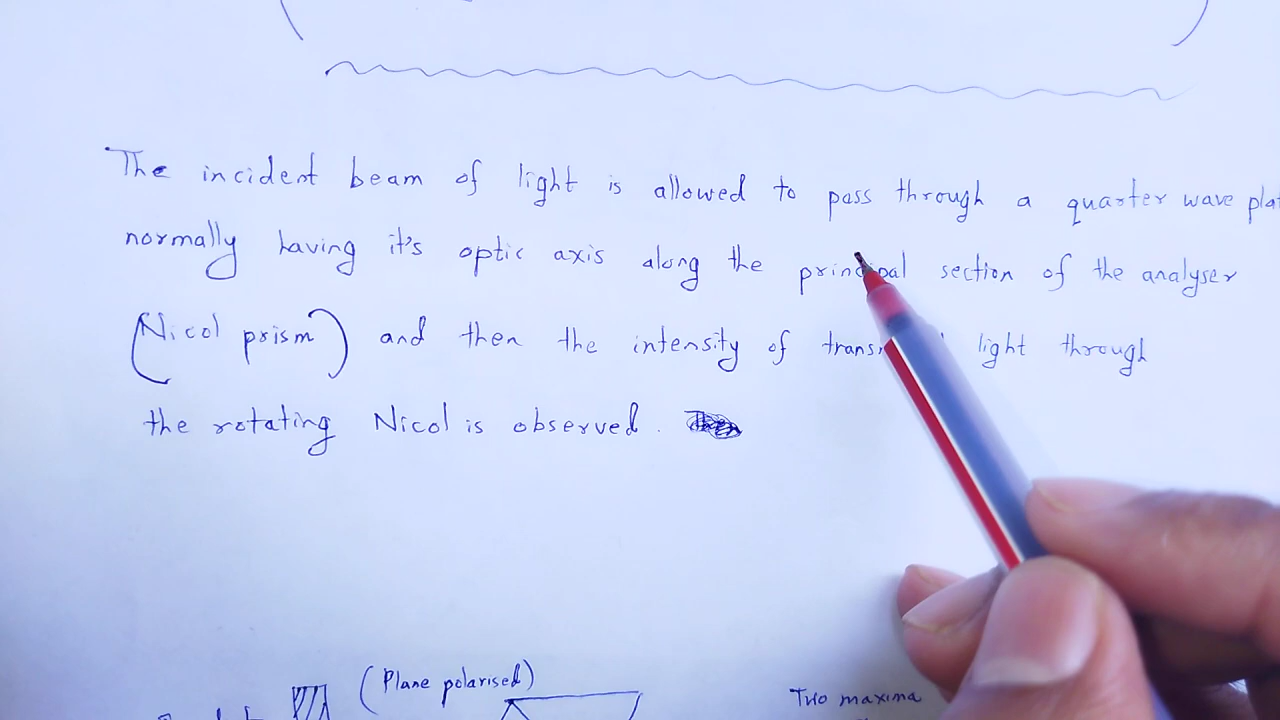 The incident beam of light is allowed to pass through a quarter wave
normally having it's optic axis along the principal section of the analyser
(Nicol prism) and then the intensity of light through
the rotating Nicol is observed.
(Plane polarised)
Two maxima